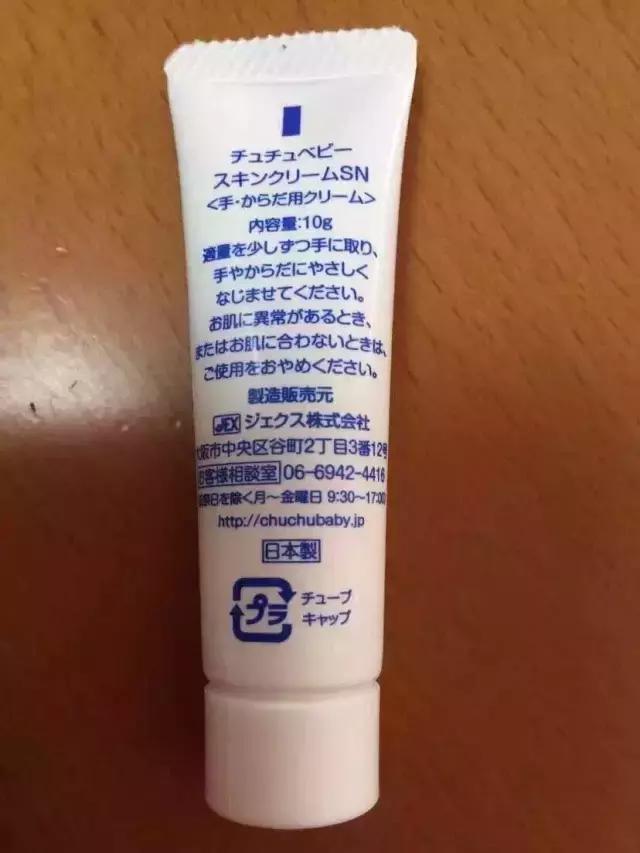 チュチュベビー
スキンクリームSN
<手・からだ用クリーム>
内容量:10g
適量を少しずつ手に取り、
手やからだにやさしく
なじませてください。
お肌に異常があるとき、
またはお肌に合わないときは、
ご使用をおやめください。
製造販売元
JEX ジェクス株式会社
大阪市中央区谷町2丁目3番12号
お客様相談室 06-6942-4416
祝祭日を除く月~金曜日 9:30~17:00
http://chuchubaby.jp
日本製
プラ チューブ
キャップ